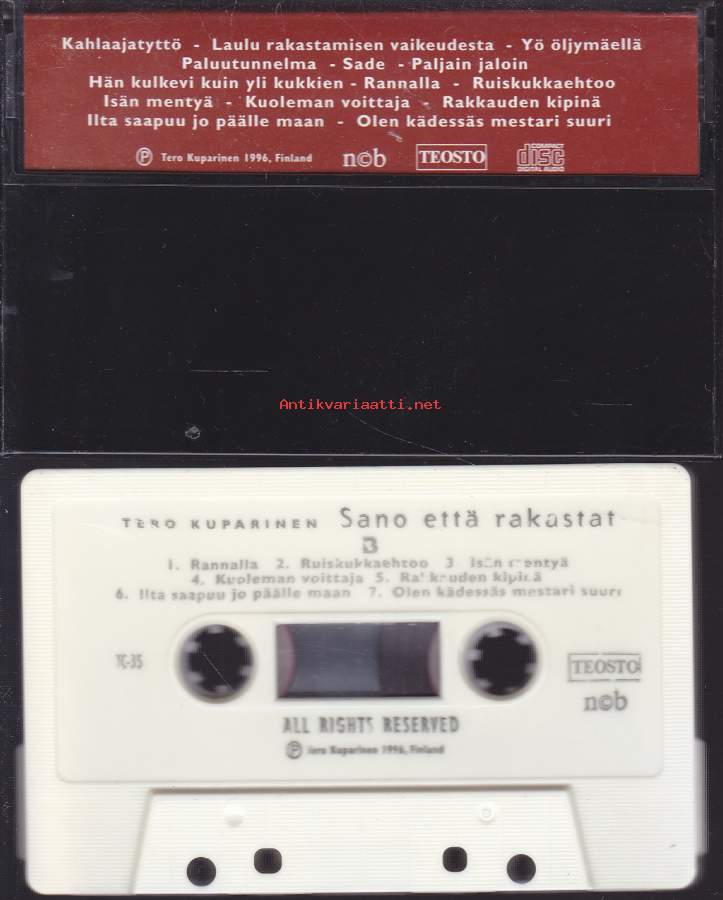 Kahlaajatyttö - Laulu rakastamisen vaikeudesta - Yö öljymäellä
Paluutunnelma - Sade - Paljain jaloin
Hän kulkevi kuin yli kukkien - Rannalla - Ruiskukkaehtoo
Isän mentyä - Kuoleman voittaja - Rakkauden kipinä
Ilta saapuu jo päälle maan - Olen kädessäs mestari suuri
Ⓟ Tero Kuparinen 1996, Finland n©b TEOSTO COMPACT disc DIGITAL AUDIO
Antikvariaatti.net
TERO KUPARINEN Sano että rakastat
B
1. Rannalla 2. Ruiskukkaehtoo 3 Isän mentyä
4. Kuoleman voittaja 5. Rakkauden kipinä
6. Ilta saapuu jo päälle maan 7. Olen kädessäs mestari suuri
TC-35
TEOSTO
n©b
ALL RIGHTS RESERVED
Ⓟ Tero Kuparinen 1996, Finland